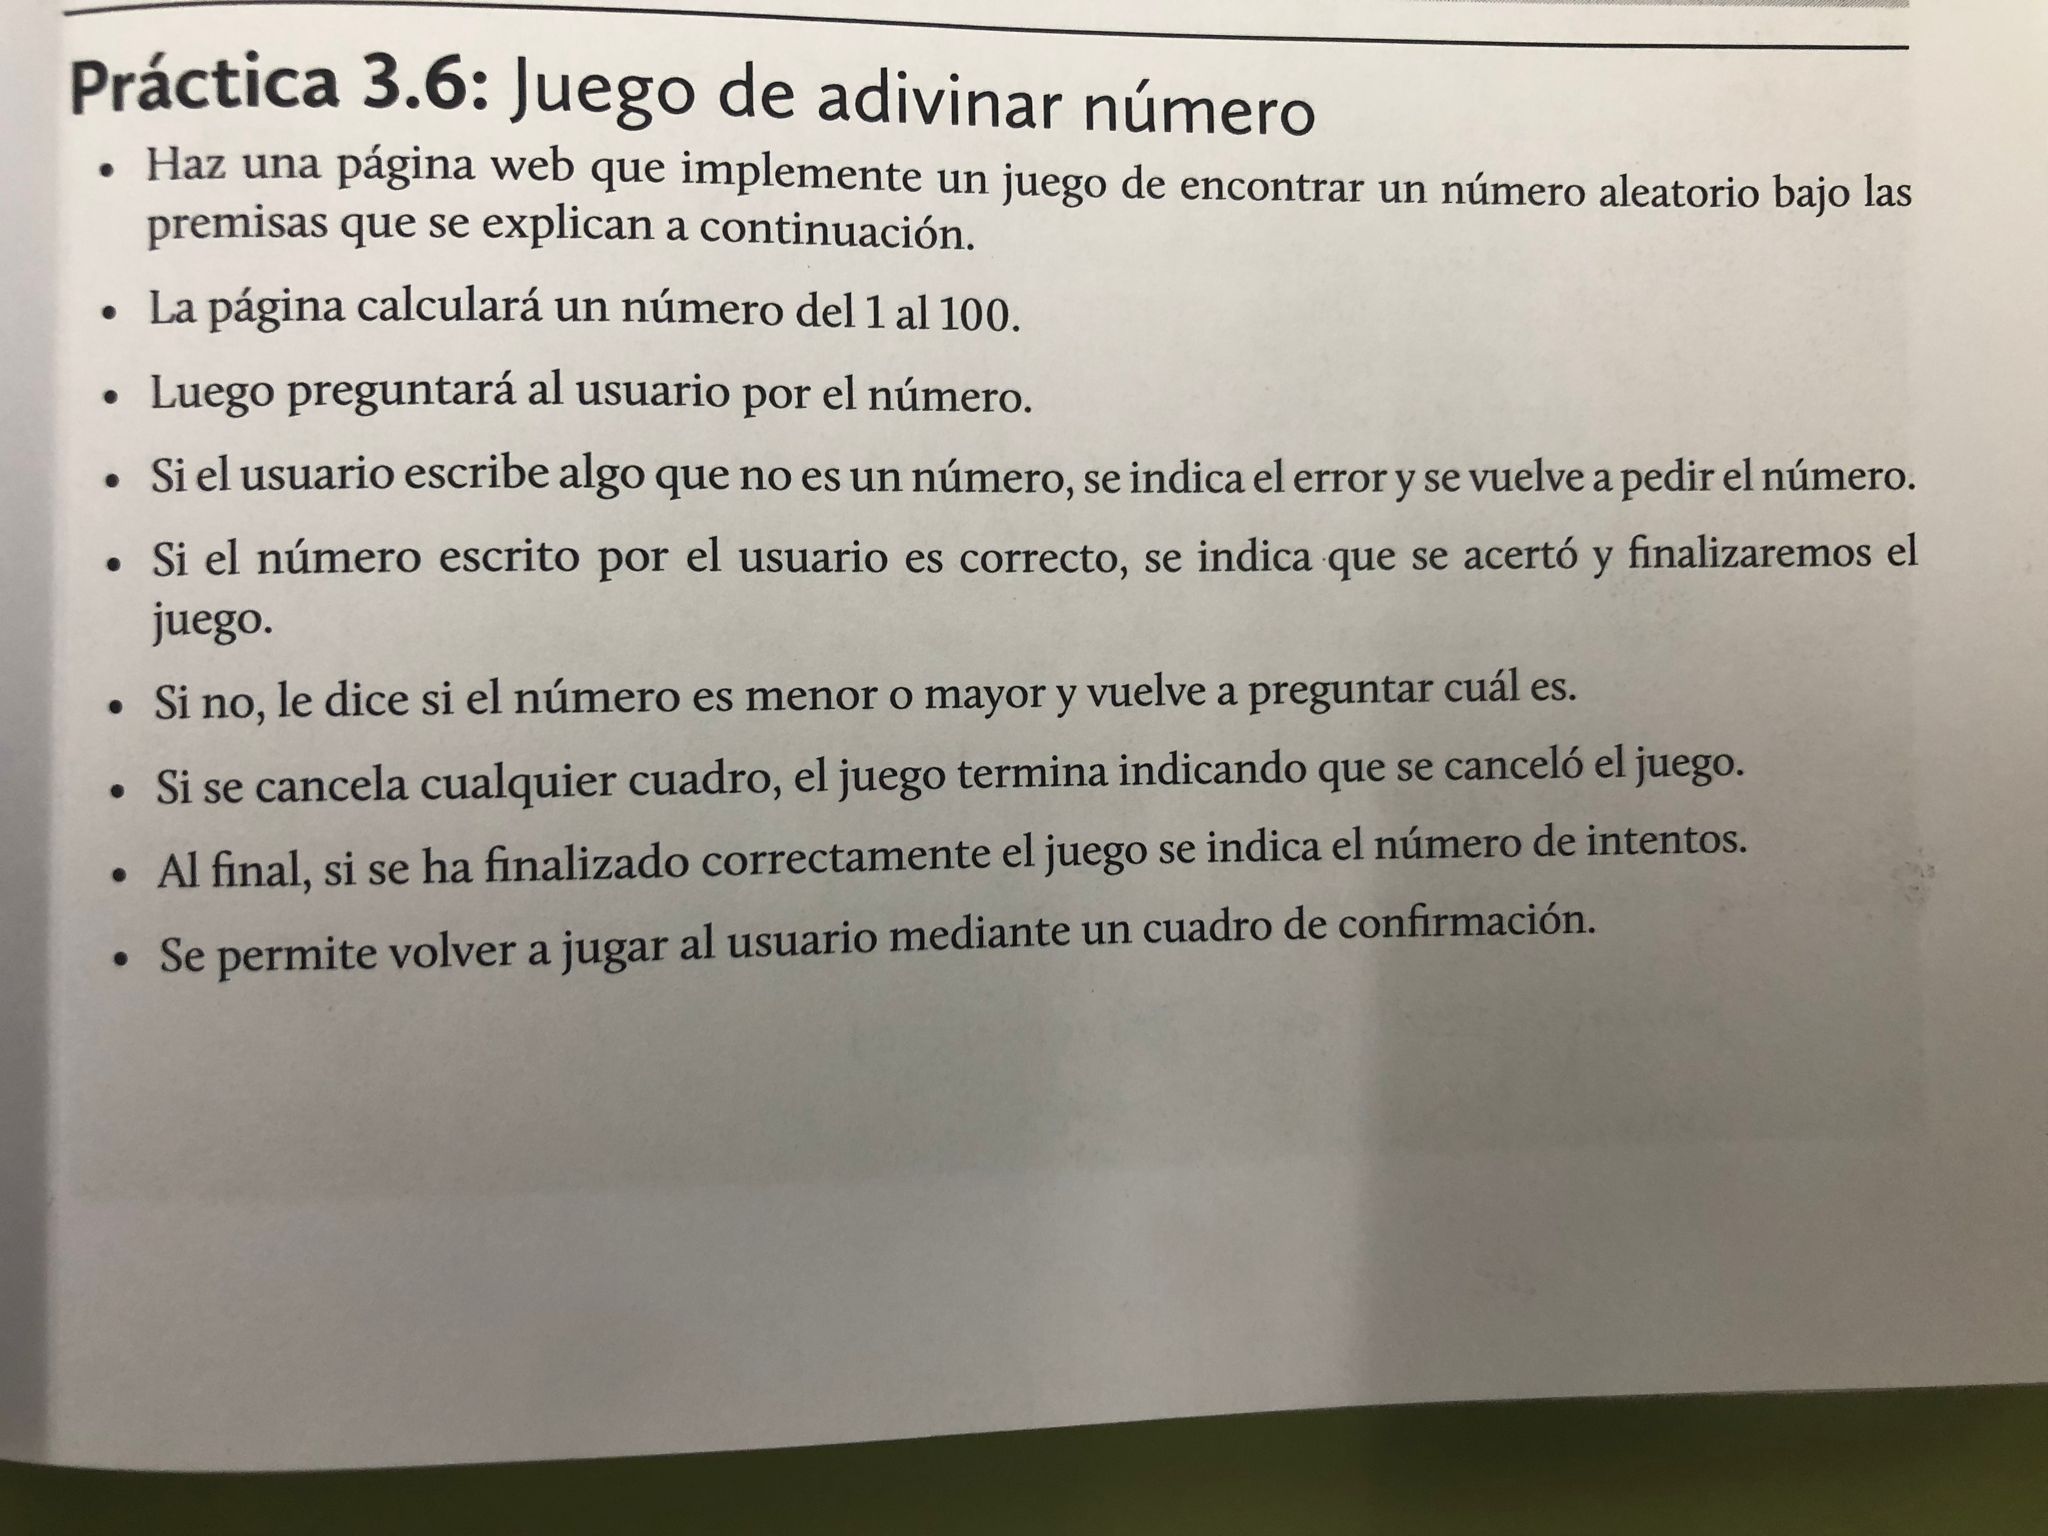 Práctica 3.6: Juego de adivinar número
• Haz una página web que implemente un juego de encontrar un número aleatorio bajo las
premisas que se explican a continuación.
• La página calculará un número del 1 al 100.
• Luego preguntará al usuario por el número.
• Si el usuario escribe algo que no es un número, se indica el error y se vuelve a pedir el número.
• Si el número escrito por el usuario es correcto, se indica que se acertó y finalizaremos el
juego.
• Si no, le dice si el número es menor o mayor y vuelve a preguntar cuál es.
• Si se cancela cualquier cuadro, el juego termina indicando que se canceló el juego.
• Al final, si se ha finalizado correctamente el juego se indica el número de intentos.
• Se permite volver a jugar al usuario mediante un cuadro de confirmación.